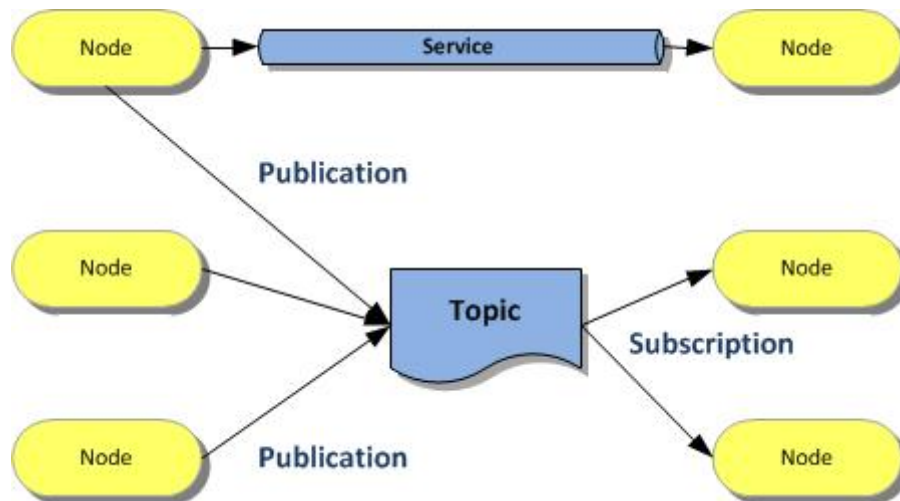 Node
Service
Node
Publication
Node
Topic
Node
Subscription
Node
Publication
Node